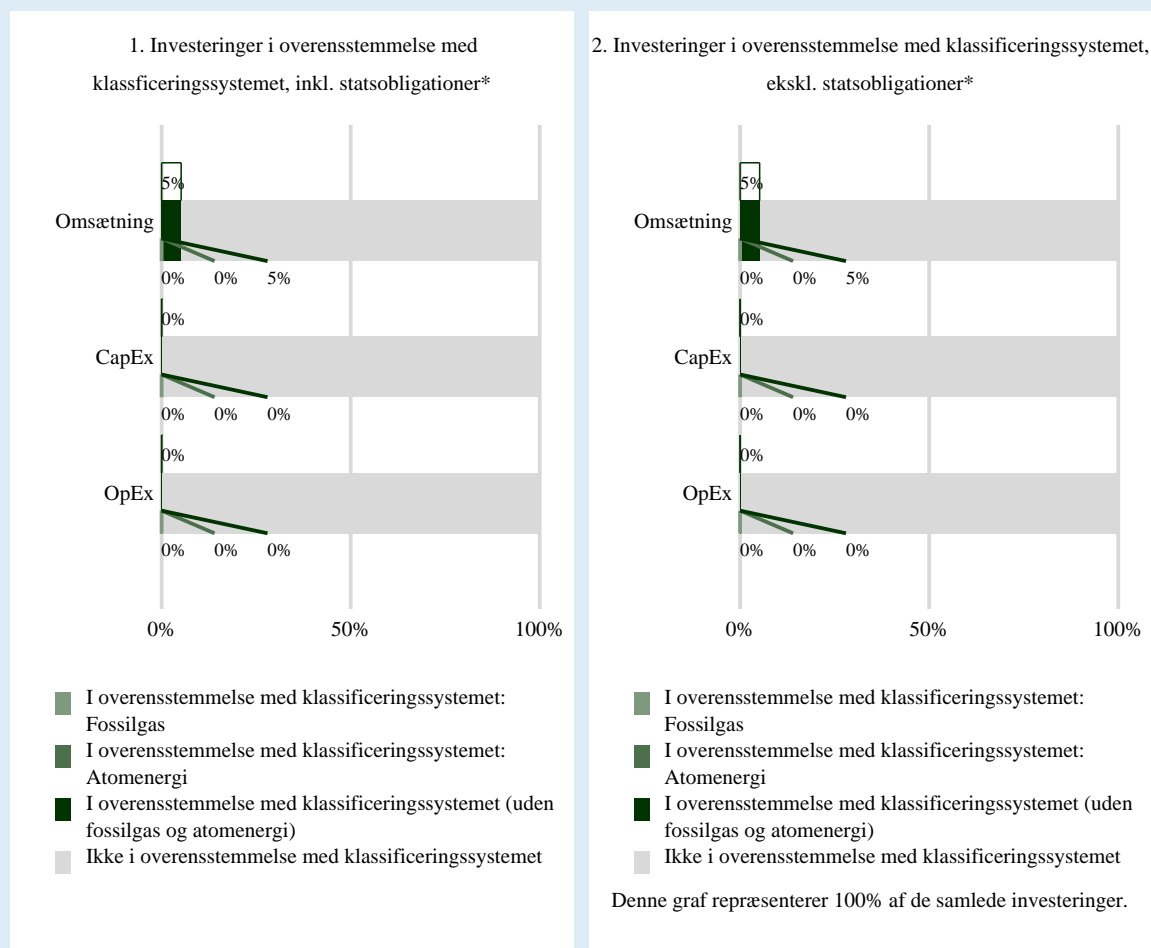 1. Investeringer i overensstemmelse med
klassficeringssystemet, inkl. statsobligationer*
5%
Omsætning
0% 0% 5%
0%
CapEx
0% 0% 0%
0%
OpEx
0% 0% 0%
0% 50% 100%
I overensstemmelse med klassificeringssystemet:
Fossilgas
I overensstemmelse med klassificeringssystemet:
Atomenergi
I overensstemmelse med klassificeringssystemet (uden
fossilgas og atomenergi)
Ikke i overensstemmelse med klassificeringssystemet
2. Investeringer i overensstemmelse med klassificeringssystemet,
ekskl. statsobligationer*
5%
Omsætning
0% 0% 5%
0%
CapEx
0% 0% 0%
0%
OpEx
0% 0% 0%
0% 50% 100%
I overensstemmelse med klassificeringssystemet:
Fossilgas
I overensstemmelse med klassificeringssystemet:
Atomenergi
I overensstemmelse med klassificeringssystemet (uden
fossilgas og atomenergi)
Ikke i overensstemmelse med klassificeringssystemet
Denne graf repræsenterer 100% af de samlede investeringer.